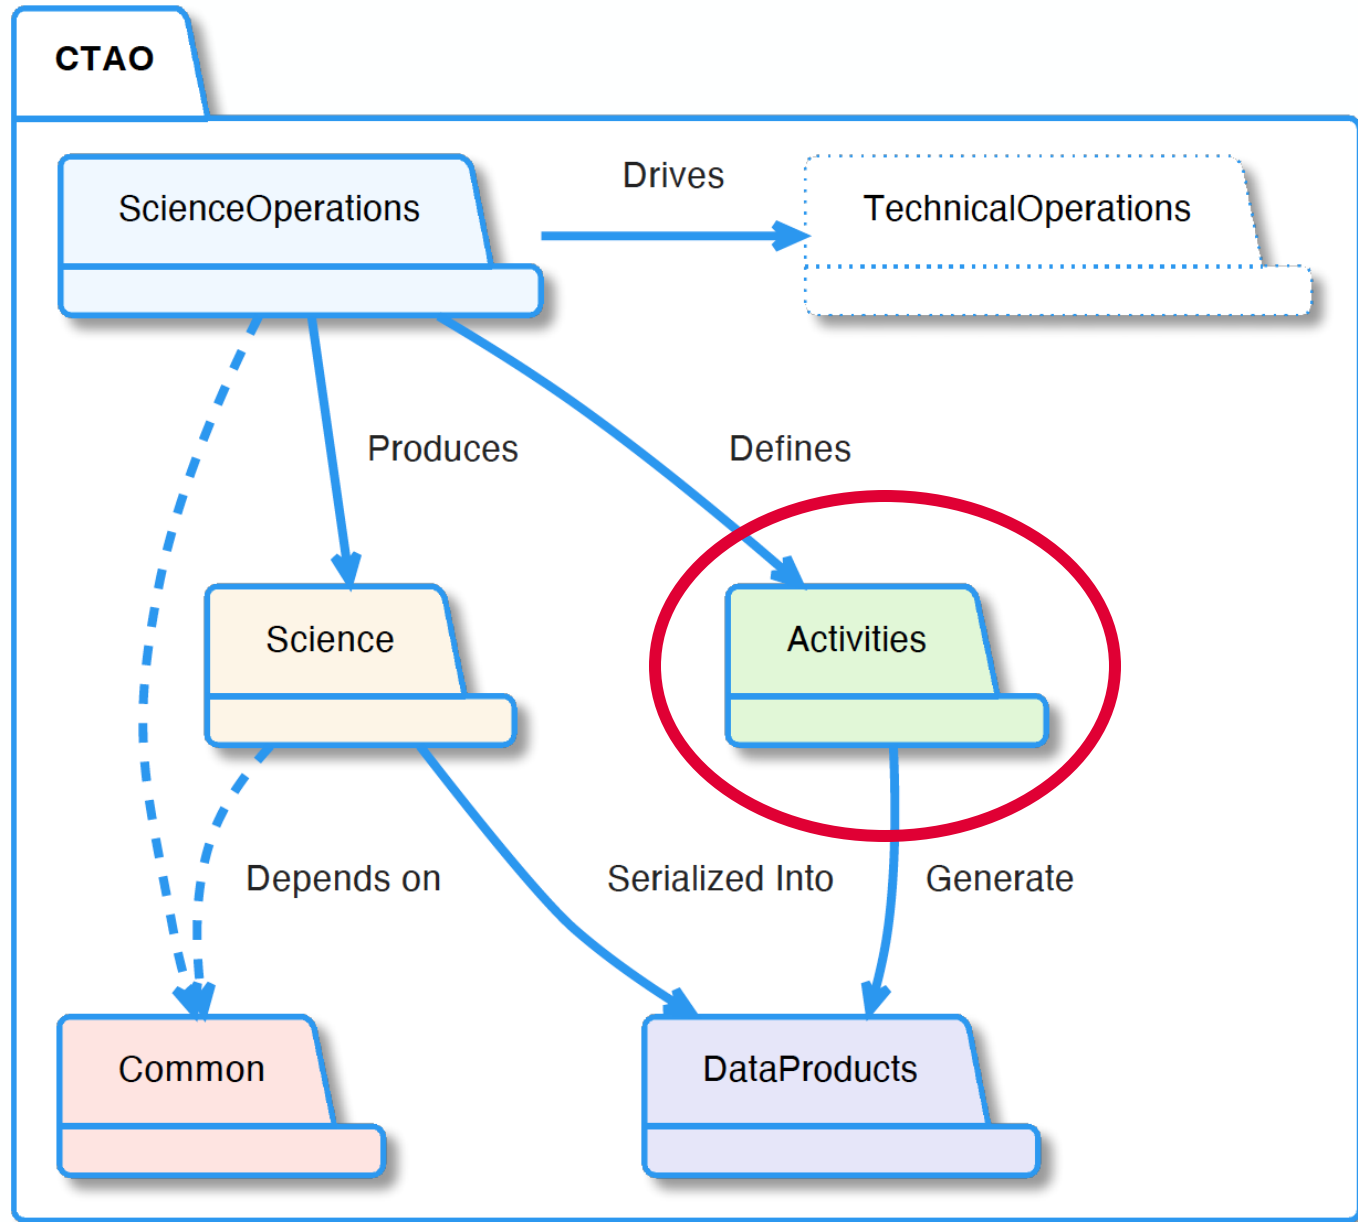 CTAO
ScienceOperations
Drives
TechnicalOperations
Produces
Defines
Science
Activities
Depends on
Serialized Into
Generate
Common
DataProducts